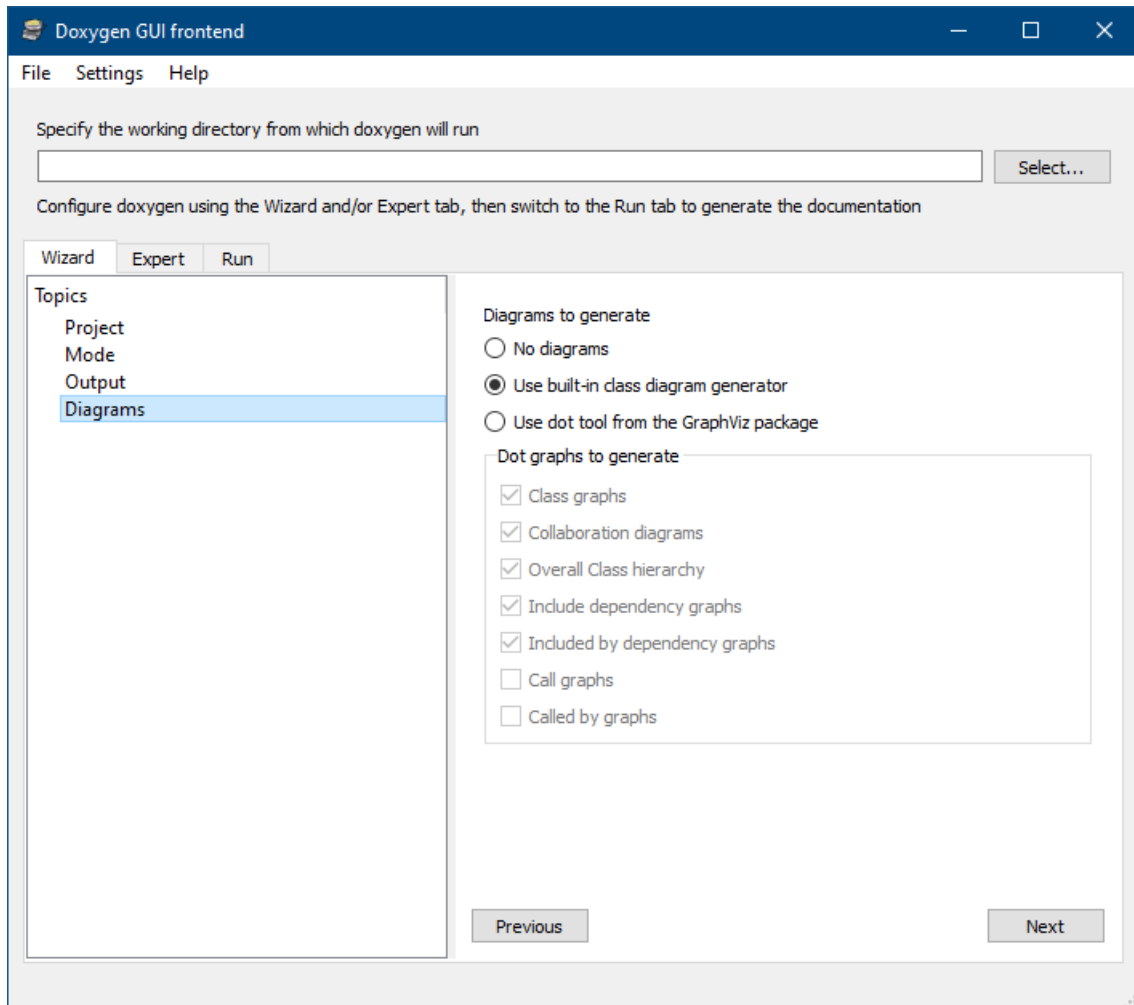 Doxygen GUI frontend
File Settings Help
Specify the working directory from which doxygen will run
Select...
Configure doxygen using the Wizard and/or Expert tab, then switch to the Run tab to generate the documentation
Wizard Expert Run
Topics
Project
Mode
Output
Diagrams
Diagrams to generate
No diagrams
Use built-in class diagram generator
Use dot tool from the GraphViz package
Dot graphs to generate
Class graphs
Collaboration diagrams
Overall Class hierarchy
Include dependency graphs
Included by dependency graphs
Call graphs
Called by graphs
Previous Next